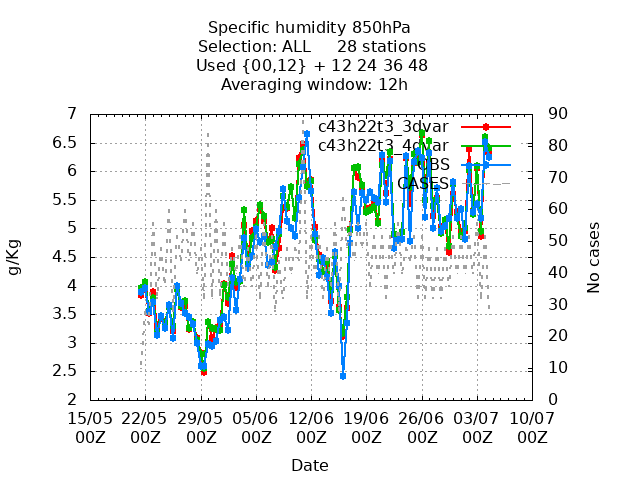 Specific humidity 850hPa
Selection: ALL 28 stations
Used {00,12} + 12 24 36 48
Averaging window: 12h
c43h22t3_3dvar
c43h22t3_4dvar
OBS
CASES
7
6.5
6
5.5
5
4.5
4
3.5
3
2.5
2
g/Kg
90
80
70
60
50
40
30
20
10
0
No cases
15/05 22/05 29/05 05/06 12/06 19/06 26/06 03/07 10/07
00Z 00Z 00Z 00Z 00Z 00Z 00Z 00Z 00Z
Date